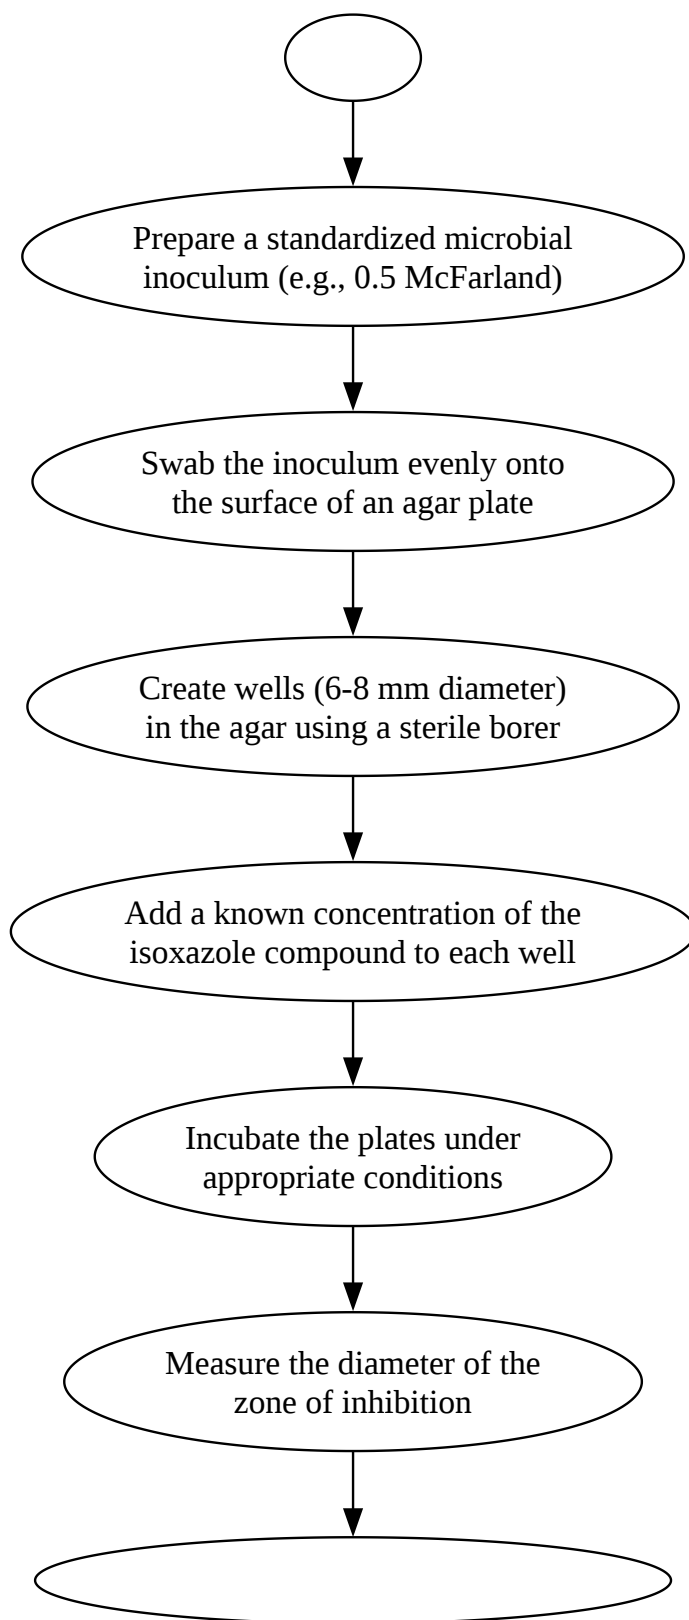 Prepare a standardized microbial
inoculum (e.g., 0.5 McFarland)
Swab the inoculum evenly onto
the surface of an agar plate
Create wells (6-8 mm diameter)
in the agar using a sterile borer
Add a known concentration of the
isoxazole compound to each well
Incubate the plates under
appropriate conditions
Measure the diameter of the
zone of inhibition